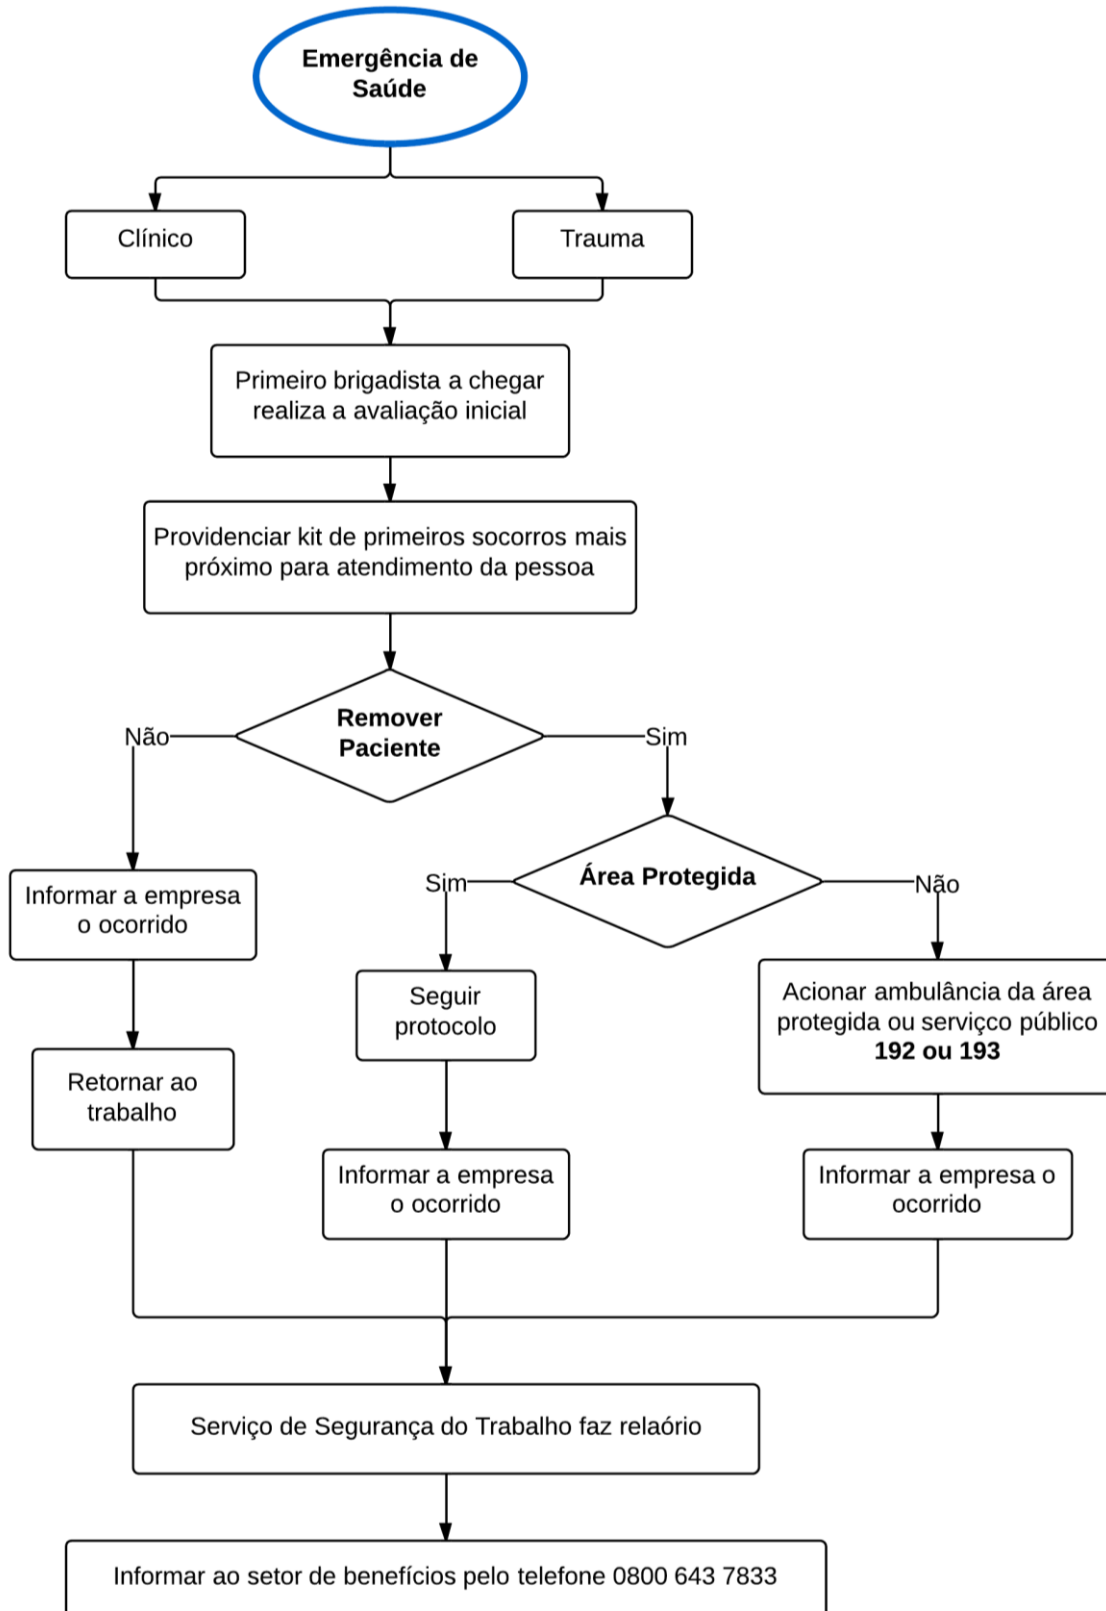 Emergência de
Saúde
Clínico
Trauma
Primeiro brigadista a chegar
realiza a avaliação inicial
Providenciar kit de primeiros socorros mais
próximo para atendimento da pessoa
Remover
Paciente
Não
Sim
Área Protegida
Sim
Não
Informar a empresa
o ocorrido
Seguir
protocolo
Acionar ambulância da área
protegida ou serviçco público
192 ou 193
Retornar ao
trabalho
Informar a empresa
o ocorrido
Informar a empresa o
ocorrido
Serviço de Segurança do Trabalho faz relaório
Informar ao setor de benefícios pelo telefone 0800 643 7833